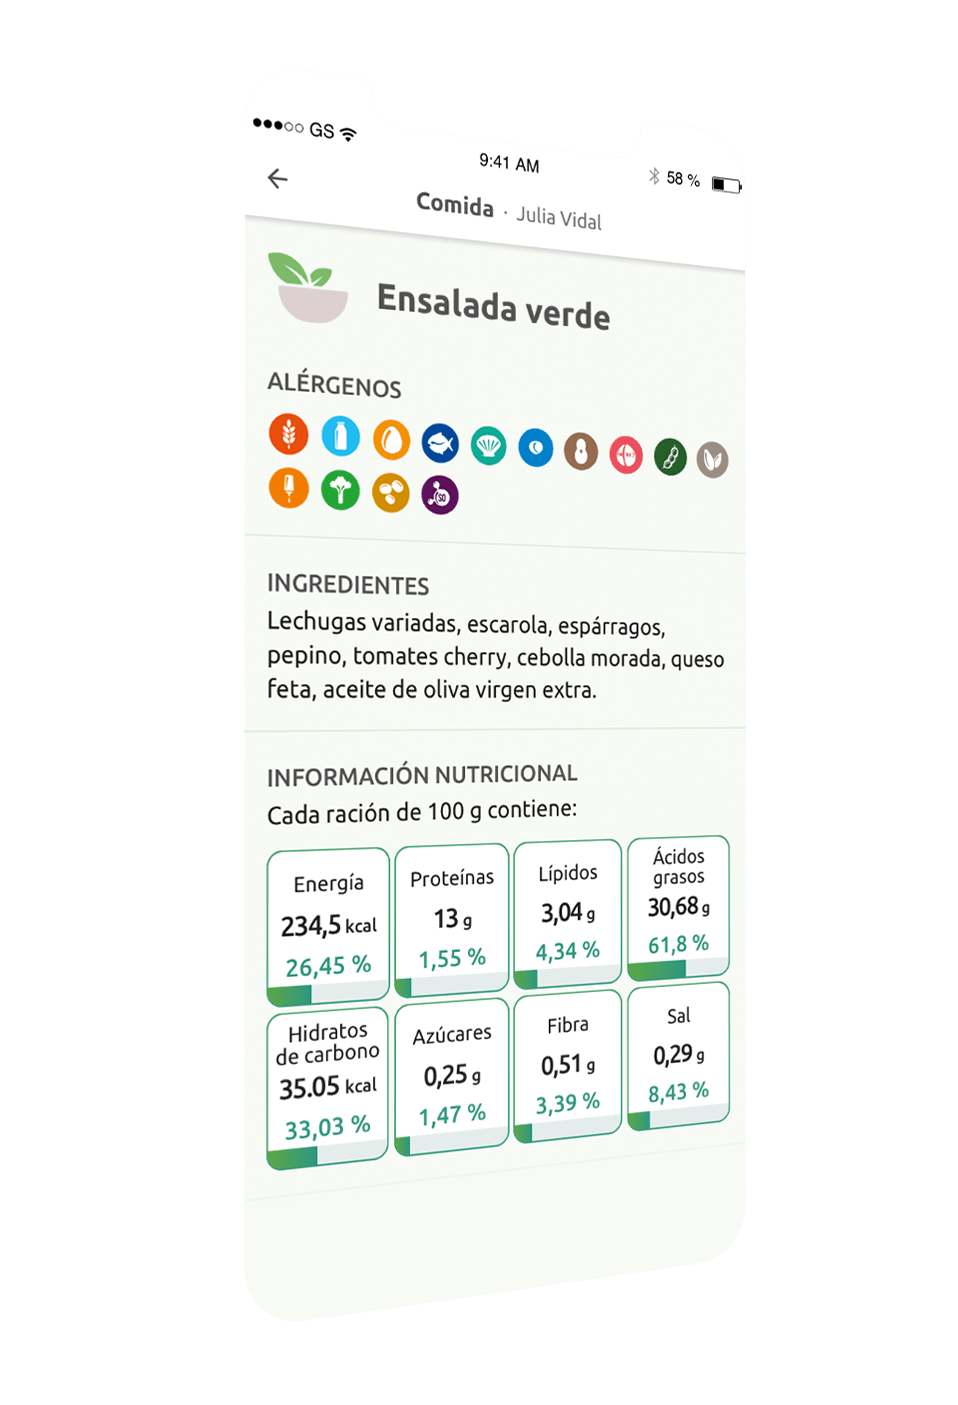 GS
9:41 AM
58 %
Comida · Julia Vidal
Ensalada verde
ALÉRGENOS
SO
INGREDIENTES
Lechugas variadas, escarola, espárragos,
pepino, tomates cherry, cebolla morada, queso
feta, aceite de oliva virgen extra.
INFORMACIÓN NUTRICIONAL
Cada ración de 100 g contiene:
Energía
234,5 kcal
26,45 %
Proteínas
13 g
1,55 %
Lípidos
3,04 g
4,34 %
Ácidos
grasos
30,68 g
61,8 %
Hidratos
de carbono
35.05 kcal
33,03 %
Azúcares
0,25 g
1,47 %
Fibra
0,51 g
3,39 %
Sal
0,29 g
8,43 %